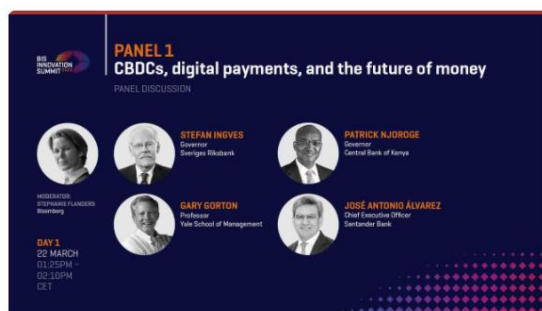 BIS
INNOVATION
SUMMIT
PANEL 1
CBDCs, digital payments, and the future of money
PANEL DISCUSSION
MODERATOR:
STEPHANIE FLANDERS
Bloomberg
STEFAN INGVES
Governor
Sveriges Riksbank
PATRICK NJOROGE
Governor
Central Bank of Kenya
GARY GORTON
Professor
Yale School of Management
JOSÉ ANTONIO ÁLVAREZ
Chief Executive Officer
Santander Bank
DAY 1
22 MARCH
01:25PM –
02:10PM
CET